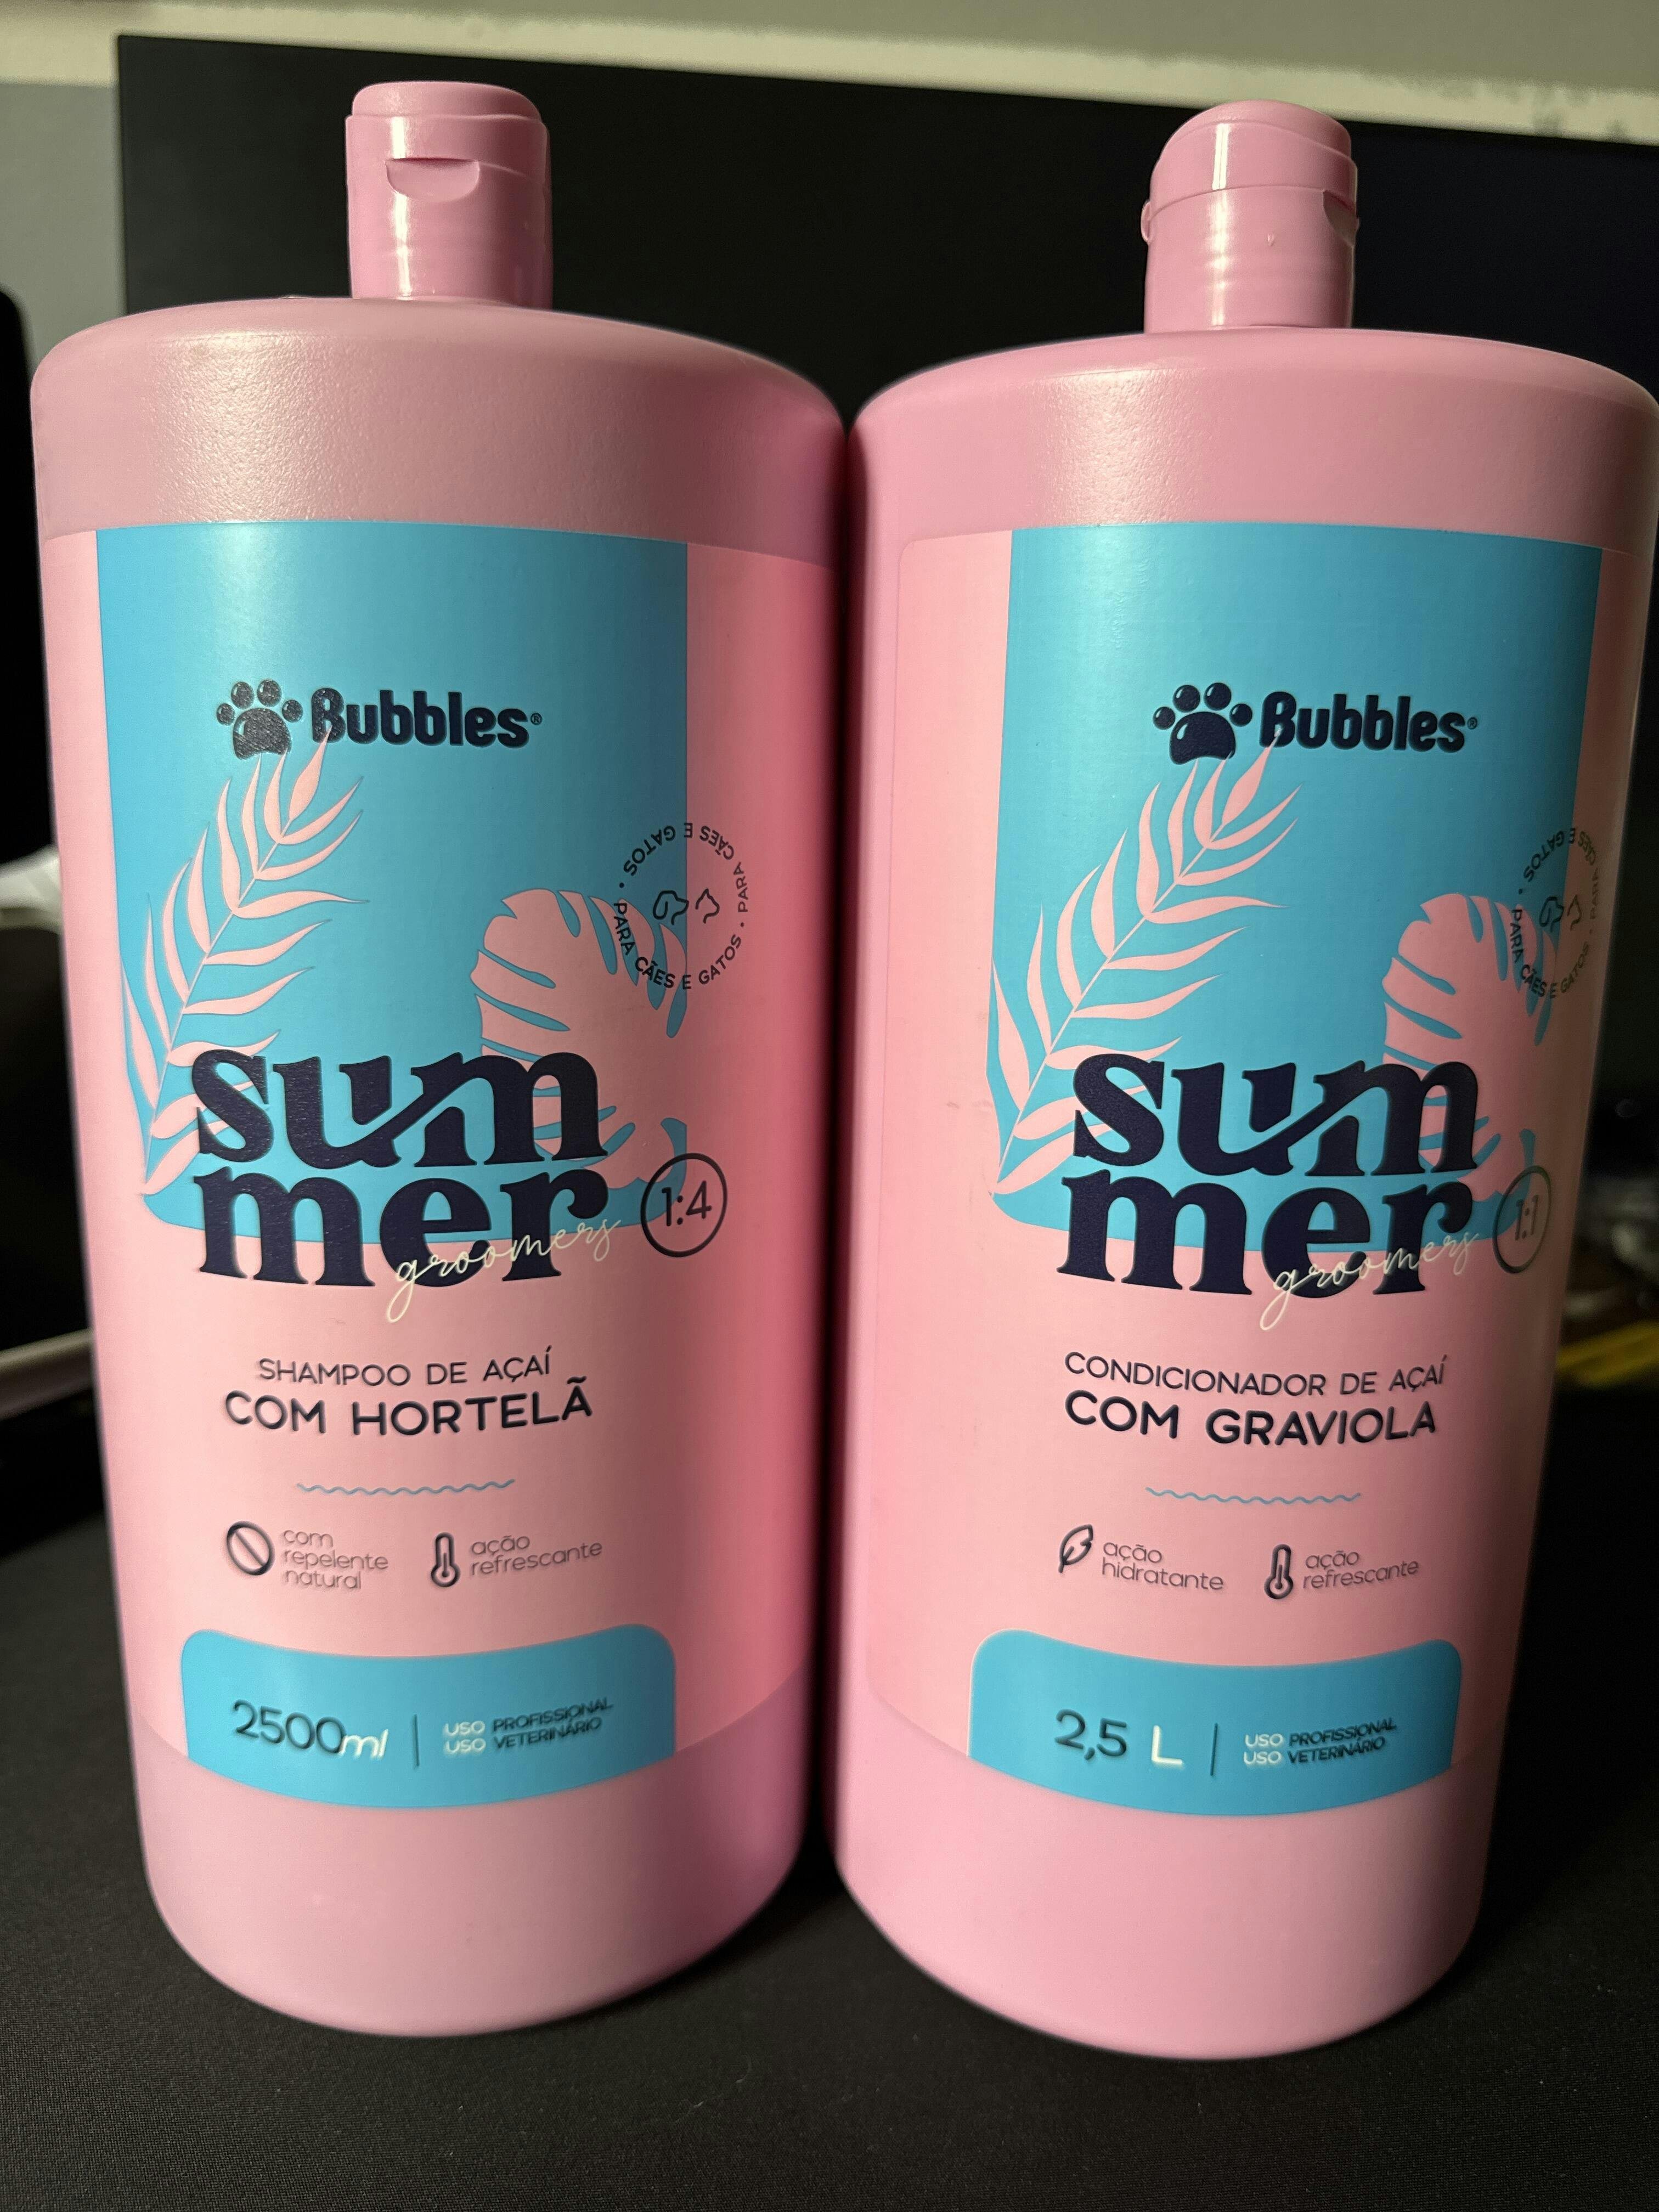 Bubbles®
PARA CÃES E GATOS • PARA CÃES E GATOS •
sum
mer
groomers
1:4
SHAMPOO DE AÇAÍ
COM HORTELÃ
com
repelente
natural
ação
refrescante
2500ml
USO PROFISSIONAL
USO VETERINÁRIO
Bubbles®
PARA CÃES E GATOS • PARA CÃES E GATOS •
sum
mer
groomers
1:1
CONDICIONADOR DE AÇAÍ
COM GRAVIOLA
ação
hidratante
ação
refrescante
2,5 L
USO PROFISSIONAL
USO VETERINÁRIO